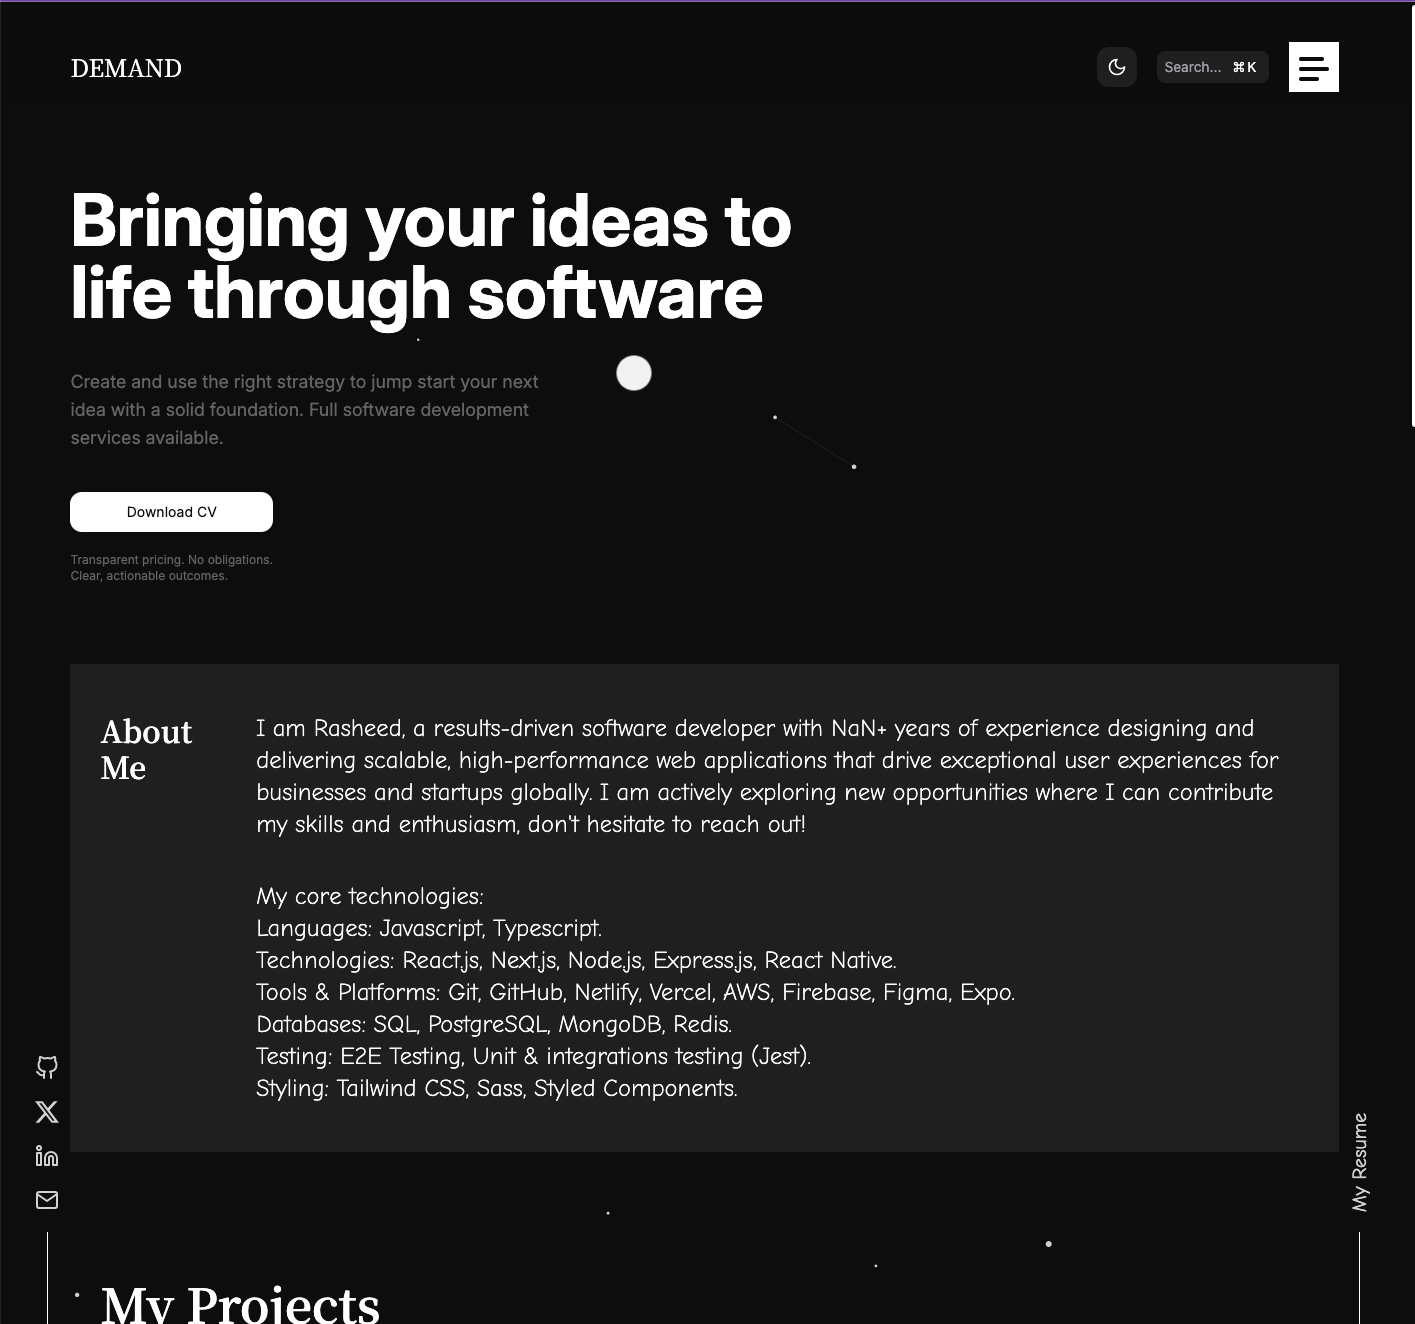 DEMAND
Search... ⌘K
Bringing your ideas to
life through software
Create and use the right strategy to jump start your next
idea with a solid foundation. Full software development
services available.
Download CV
Transparent pricing. No obligations.
Clear, actionable outcomes.
About
Me
I am Rasheed, a results-driven software developer with NaN+ years of experience designing and
delivering scalable, high-performance web applications that drive exceptional user experiences for
businesses and startups globally. I am actively exploring new opportunities where I can contribute
my skills and enthusiasm, don't hesitate to reach out!
My core technologies:
Languages: Javascript, Typescript.
Technologies: React.js, Next.js, Node.js, Express.js, React Native.
Tools & Platforms: Git, GitHub, Netlify, Vercel, AWS, Firebase, Figma, Expo.
Databases: SQL, PostgreSQL, MongoDB, Redis.
Testing: E2E Testing, Unit & integrations testing (Jest).
Styling: Tailwind CSS, Sass, Styled Components.
My Resume
My Projects